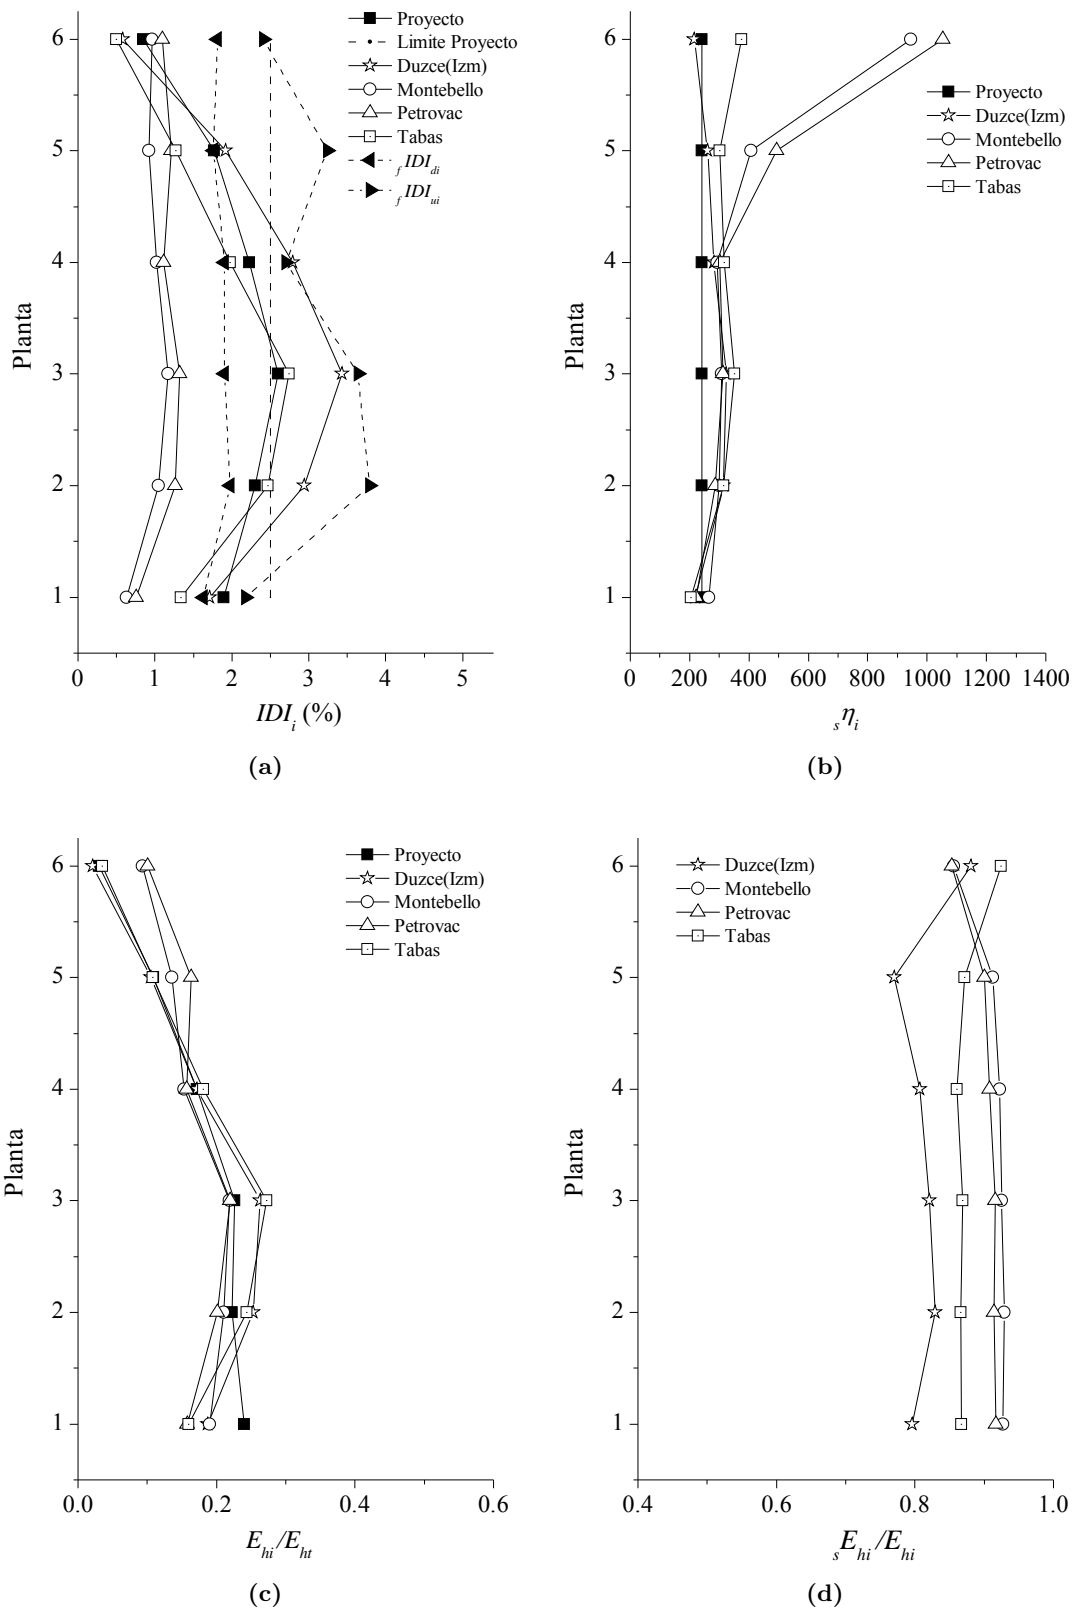 6
5
4
3
2
1
Planta
0
1
2
3
4
5
IDI_i (%)
Proyecto
Limite Proyecto
Duzce(Izm)
Montebello
Petrovac
Tabas
_f IDI_di
_f IDI_ui
(a)
6
5
4
3
2
1
Planta
0
200
400
600
800
1000
1200
1400
_s η_i
Proyecto
Duzce(Izm)
Montebello
Petrovac
Tabas
(b)
6
5
4
3
2
1
Planta
0.0
0.2
0.4
0.6
E_hi/E_ht
Proyecto
Duzce(Izm)
Montebello
Petrovac
Tabas
(c)
6
5
4
3
2
1
Planta
0.4
0.6
0.8
1.0
_s E_hi/E_hi
Duzce(Izm)
Montebello
Petrovac
Tabas
(d)